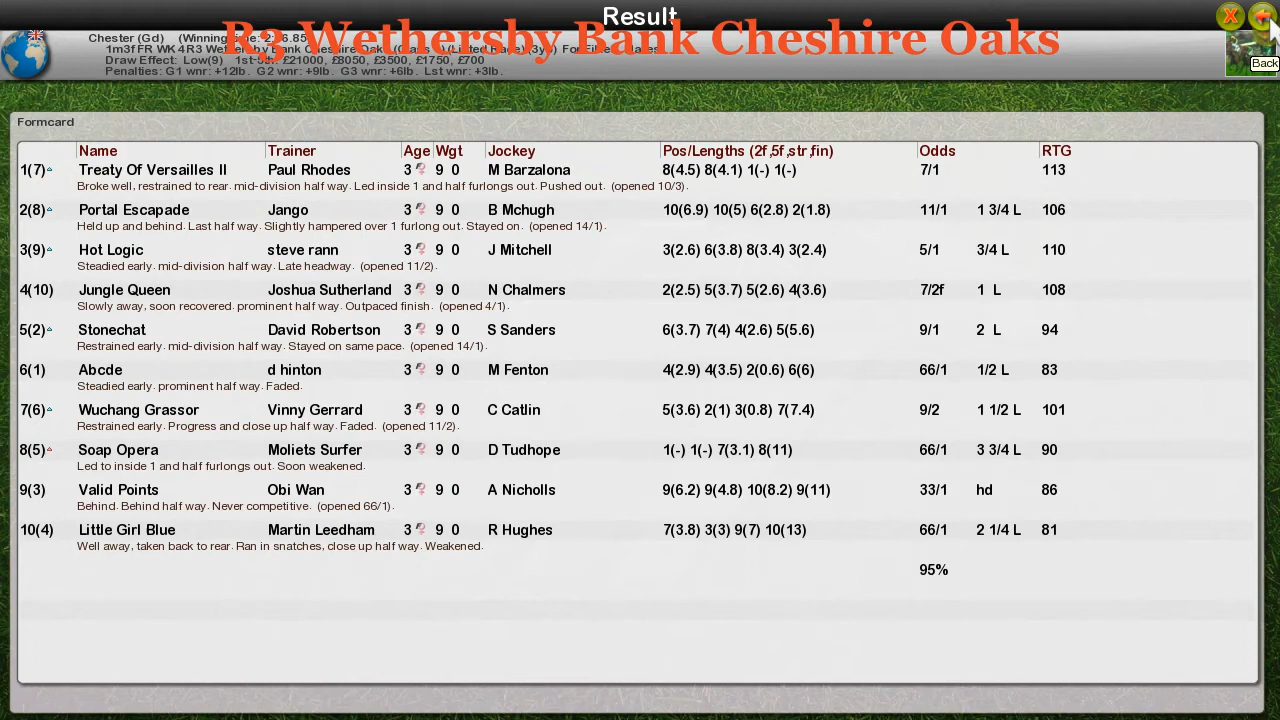 Result
R3 Wethersby Bank Cheshire Oaks
Chester (Gd) (Winning time: 2:
1m3f FR WK 4R3 Wethersby Bank Cheshire Oaks
Draw Effect: Low(9) 1st-5th, £21000, £8050, £3500, £1750, £700
Penalties: G1 wnr: +12lb. G2 wnr: +9lb. G3 wnr: +6lb. Lst wnr: +3lb.
Back
Formcard
Name Trainer Age Wgt Jockey Pos/Lengths (2f,5f,str,fin) Odds RTG
1(7) Treaty Of Versailles II Paul Rhodes 3 9 0 M Barzalona 8(4.5) 8(4.1) 1(-) 1(-) 7/1 113
Broke well, restrained to rear. mid-division half way. Led inside 1 and half furlongs out. Pushed out. (opened 10/3).
2(8) Portal Escapade Jango 3 9 0 B Mchugh 10(6.9) 10(5) 6(2.8) 2(1.8) 11/1 1 3/4 L 106
Held up and behind. Last half way. Slightly hampered over 1 furlong out. Stayed on. (opened 14/1).
3(9) Hot Logic steve rann 3 9 0 J Mitchell 3(2.6) 6(3.8) 8(3.4) 3(2.4) 5/1 3/4 L 110
Steadied early. mid-division half way. Late headway. (opened 11/2).
4(10) Jungle Queen Joshua Sutherland 3 9 0 N Chalmers 2(2.5) 5(3.7) 5(2.6) 4(3.6) 7/2f 1 L 108
Slowly away, soon recovered. prominent half way. Outpaced finish. (opened 4/1).
5(2) Stonechat David Robertson 3 9 0 S Sanders 6(3.7) 7(4) 4(2.6) 5(5.6) 9/1 2 L 94
Restrained early. mid-division half way. Stayed on same pace. (opened 14/1).
6(1) Abcde d hinton 3 9 0 M Fenton 4(2.9) 4(3.5) 2(0.6) 6(6) 66/1 1/2 L 83
Steadied early. prominent half way. Faded.
7(6) Wuchang Grassor Vinny Gerrard 3 9 0 C Catlin 5(3.6) 2(1) 3(0.8) 7(7.4) 9/2 1 1/2 L 101
Restrained early. Progress and close up half way. Faded. (opened 11/2).
8(5) Soap Opera Moliets Surfer 3 9 0 D Tudhope 1(-) 1(-) 7(3.1) 8(11) 66/1 3 3/4 L 90
Led to inside 1 and half furlongs out. Soon weakened.
9(3) Valid Points Obi Wan 3 9 0 A Nicholls 9(6.2) 9(4.8) 10(8.2) 9(11) 33/1 hd 86
Behind. Behind half way. Never competitive. (opened 66/1).
10(4) Little Girl Blue Martin Leedham 3 9 0 R Hughes 7(3.8) 3(3) 9(7) 10(13) 66/1 2 1/4 L 81
Well away, taken back to rear. Ran in snatches, close up half way. Weakened.
95%